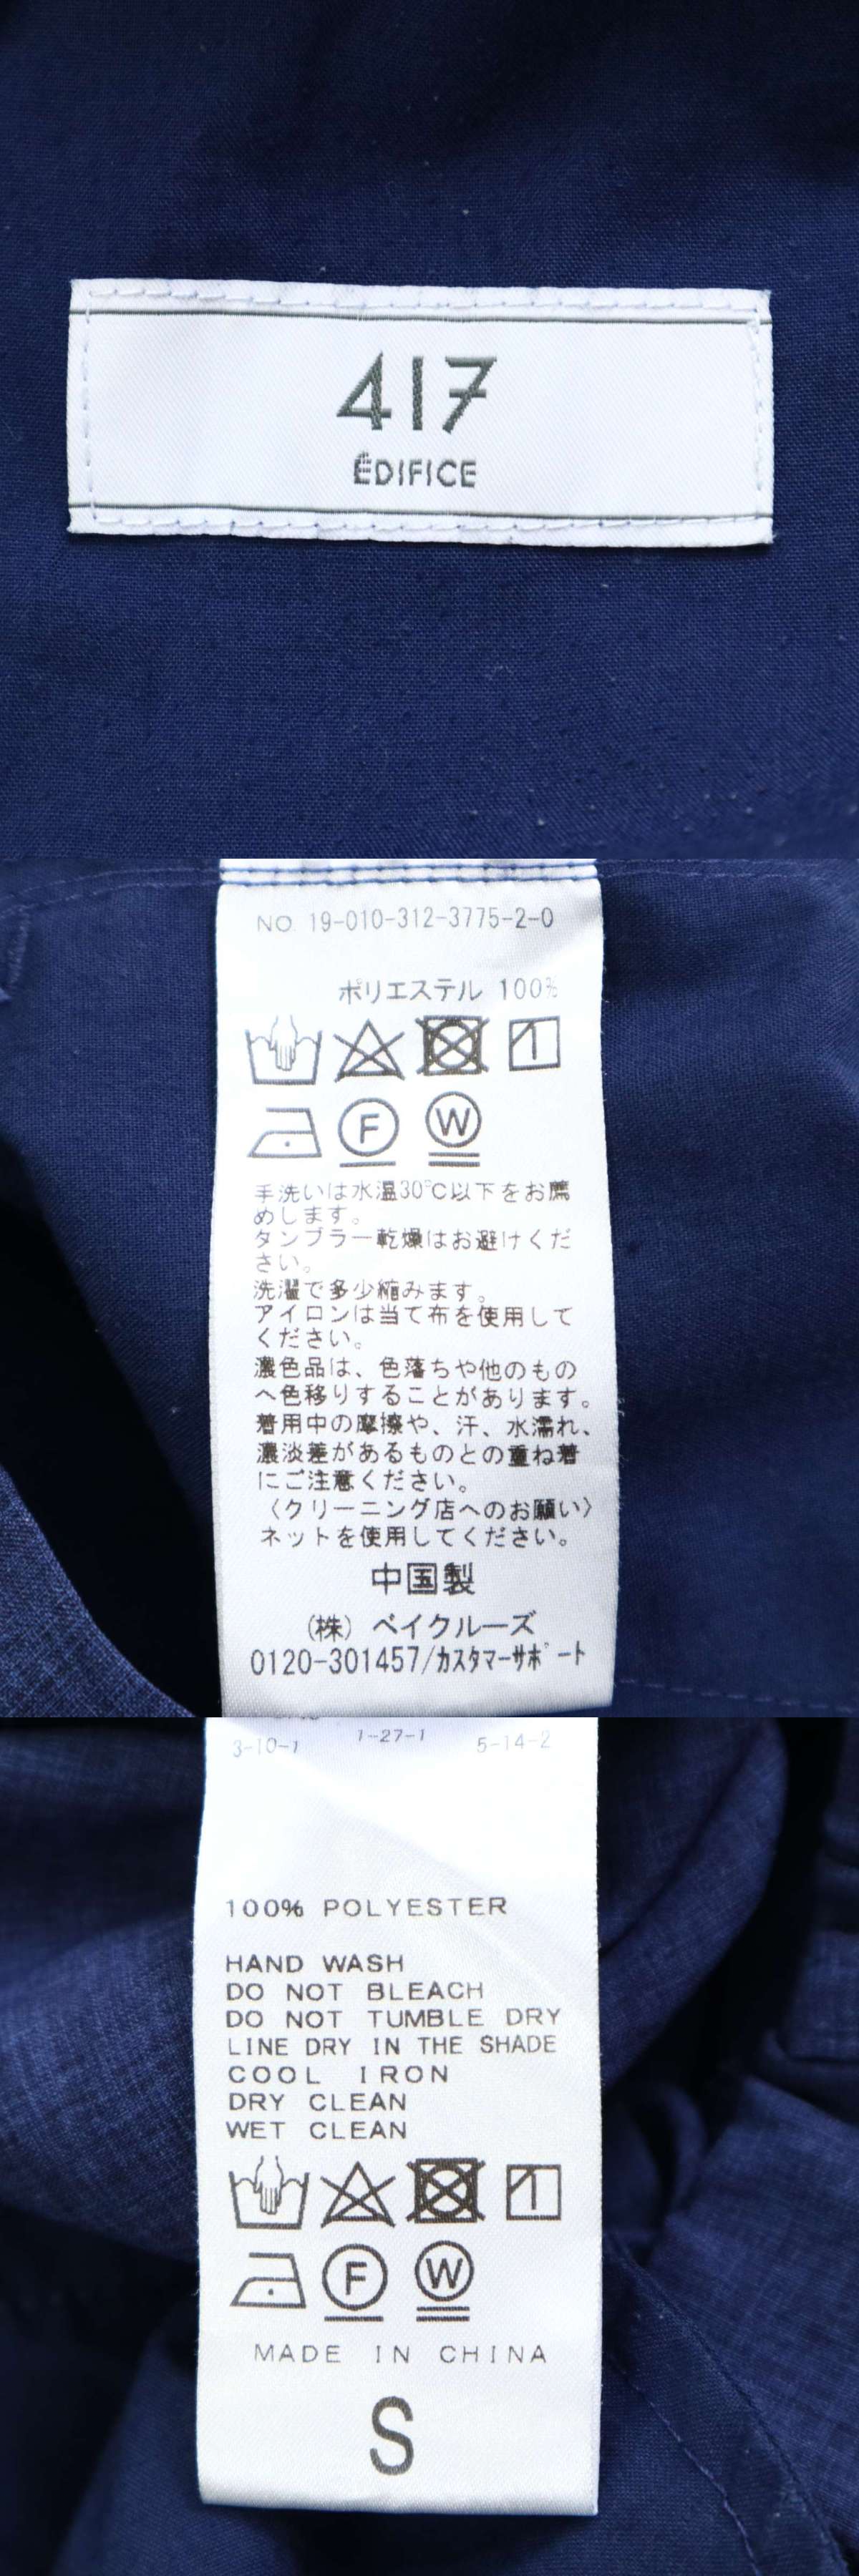 417
ÉDIFICE
NO. 19-010-312-3775-2-0
ポリエステル 100%
F W
手洗いは水温30℃以下をお薦
めします。
タンブラー乾燥はお避けくだ
さい。
洗濯で多少縮みます。
アイロンは当て布を使用して
ください。
濃色品は、色落ちや他のもの
へ色移りすることがあります。
着用中の摩擦や、汗、水濡れ、
濃淡差があるものとの重ね着
にご注意ください。
〈クリーニング店へのお願い〉
ネットを使用してください。
中国製
(株) ベイクルーズ
0120-301457/カスタマーサポート
3-10-1 1-27-1 5-14-2
100% POLYESTER
HAND WASH
DO NOT BLEACH
DO NOT TUMBLE DRY
LINE DRY IN THE SHADE
COOL IRON
DRY CLEAN
WET CLEAN
F W
MADE IN CHINA
S